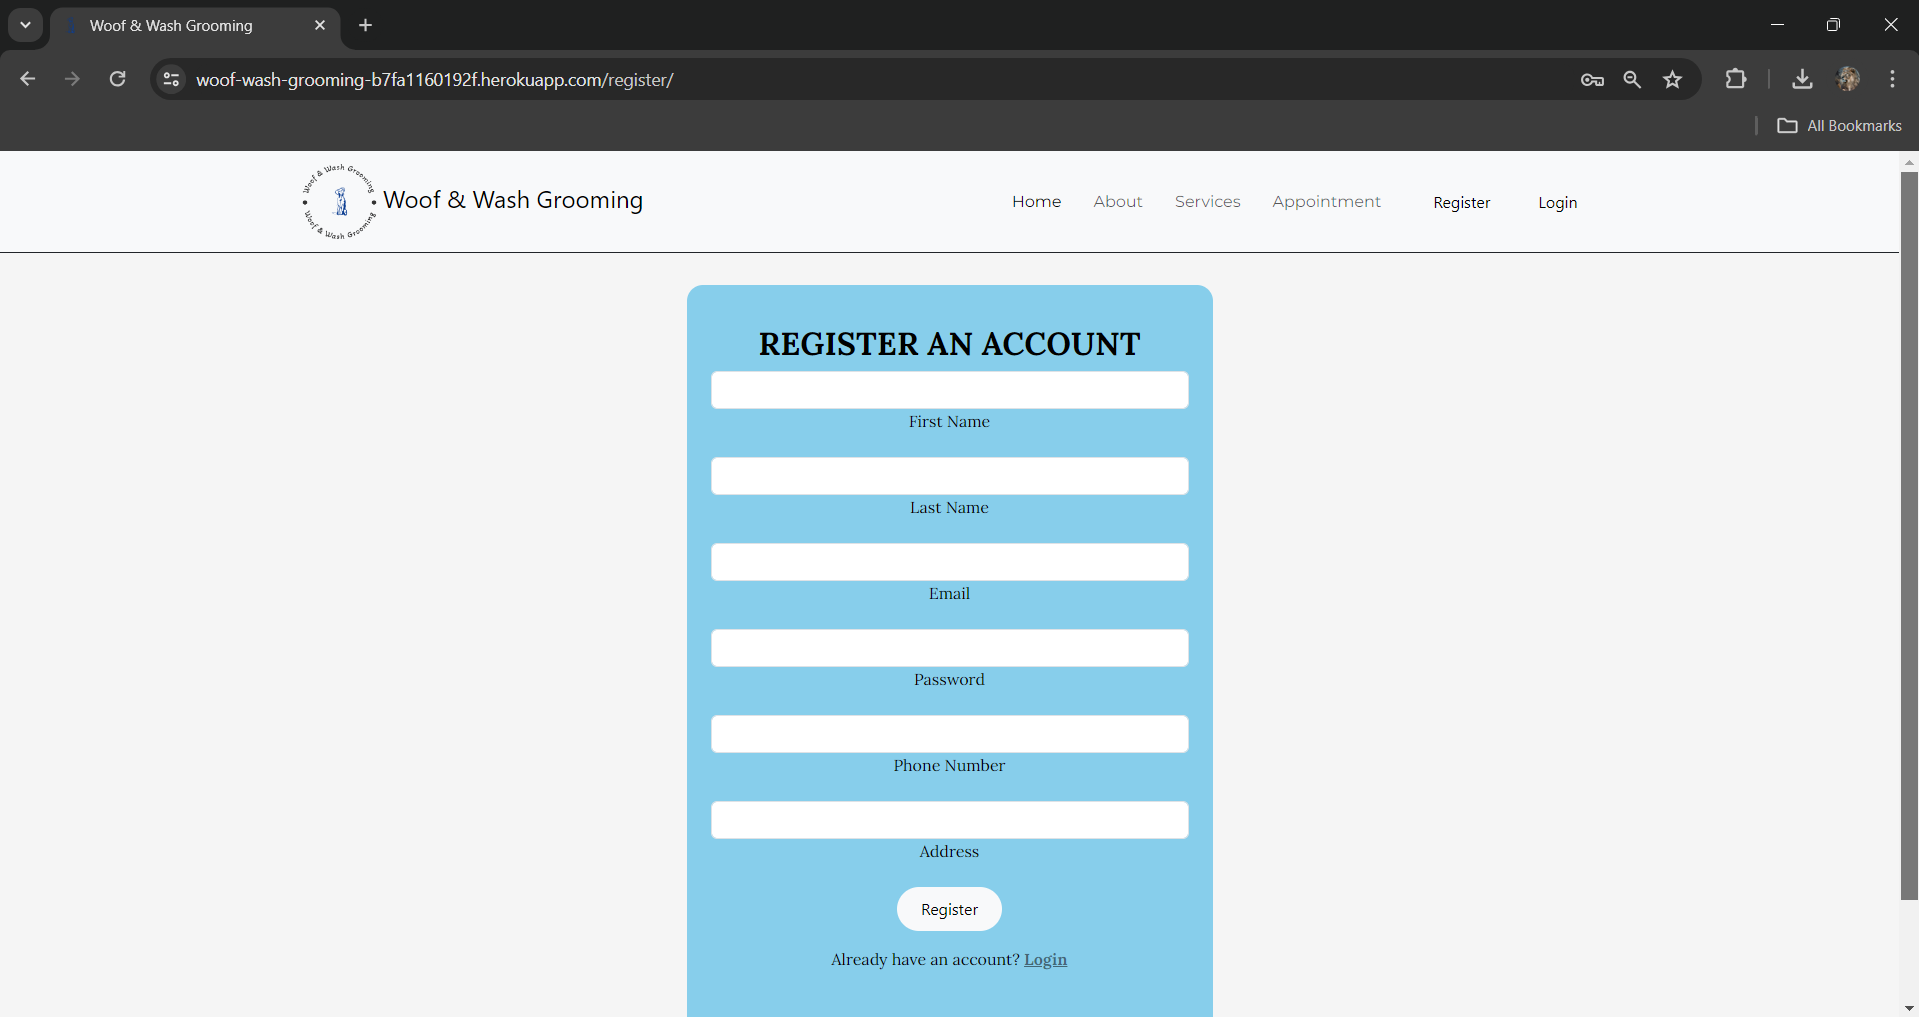 Woof & Wash Grooming
woof-wash-grooming-b7fa1160192f.herokuapp.com/register/
All Bookmarks
Woof & Wash Grooming
Woof & Wash Grooming
Woof & Wash Grooming
Home
About
Services
Appointment
Register
Login
REGISTER AN ACCOUNT
First Name
Last Name
Email
Password
Phone Number
Address
Register
Already have an account? Login